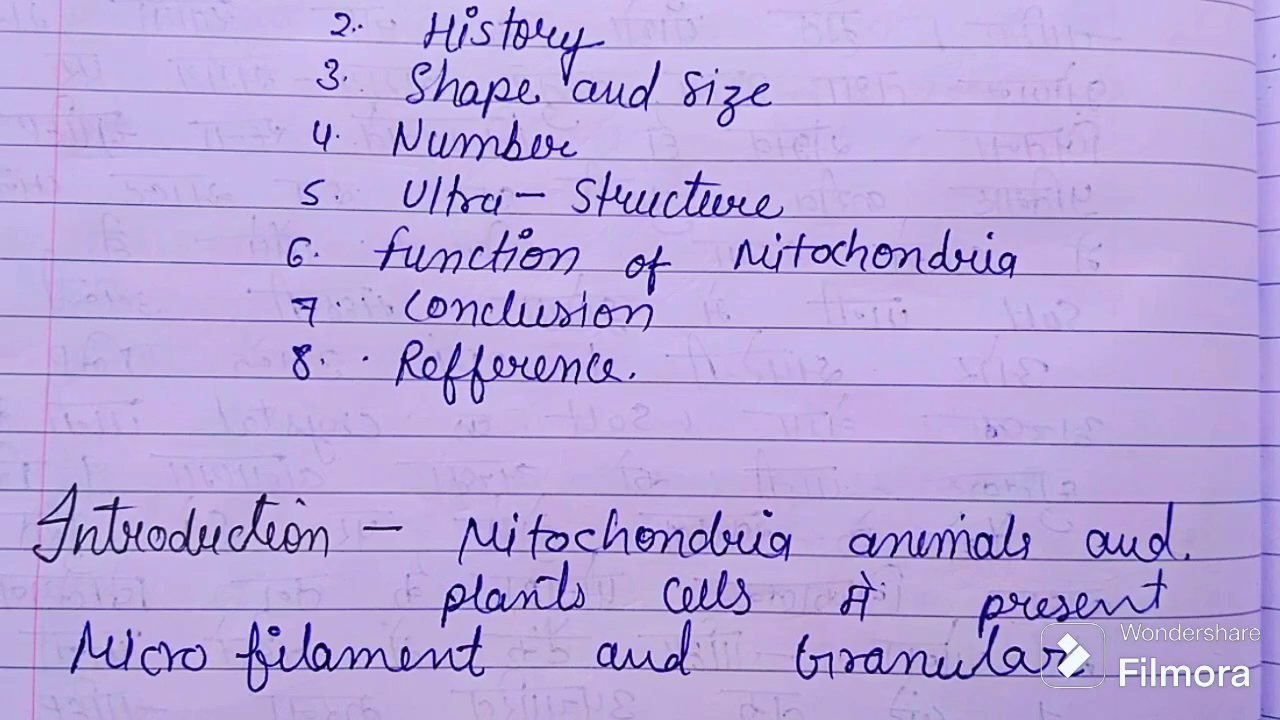 2. History
3. Shape and Size
4. Number
5. Ultra - Structure
6. function of Mitochondria
7. Conclusion
8. Refference.
Introduction - Mitochondria animals and
plants cells में present
Micro filament and Granular
Wondershare
Filmora